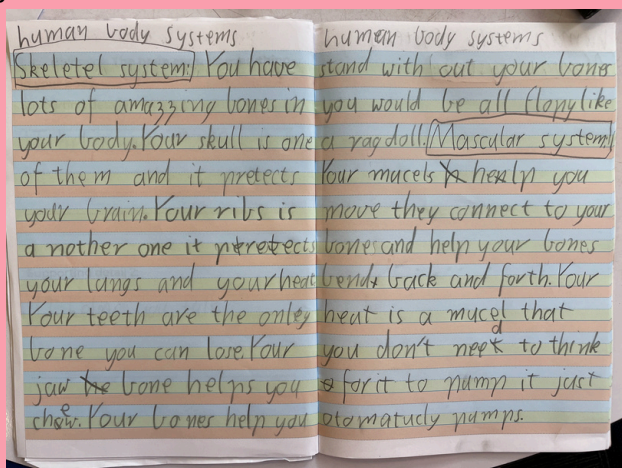 human body systems
Skeletel system! You have
lots of amazzing bones in
your body. Your skull is one
of them and it pretects
your brain. Your ribs is
a nother one it pretects
your lungs and your heat
Your teeth are the onley
bone you can lose. Your
jaw bone helps you
chew. Your bones help you
human body systems
stand with out your bones
you would be all flopy like
a rag doll. Mascular system!
Your mucels help you
move they connect to your
bones and help your bones
bend back and forth. Your
heat is a mucel that
you don't need to think
for it to pump it just
otomatucly pumps.